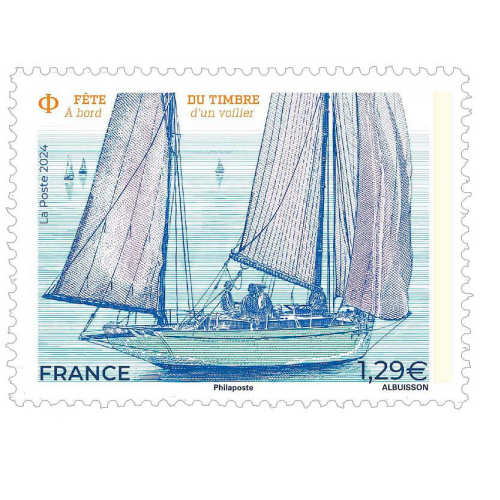 FÊTE DU TIMBRE
À bord d'un voilier
La Poste 2024
FRANCE 1,29€
Philaposte ALBUISSON